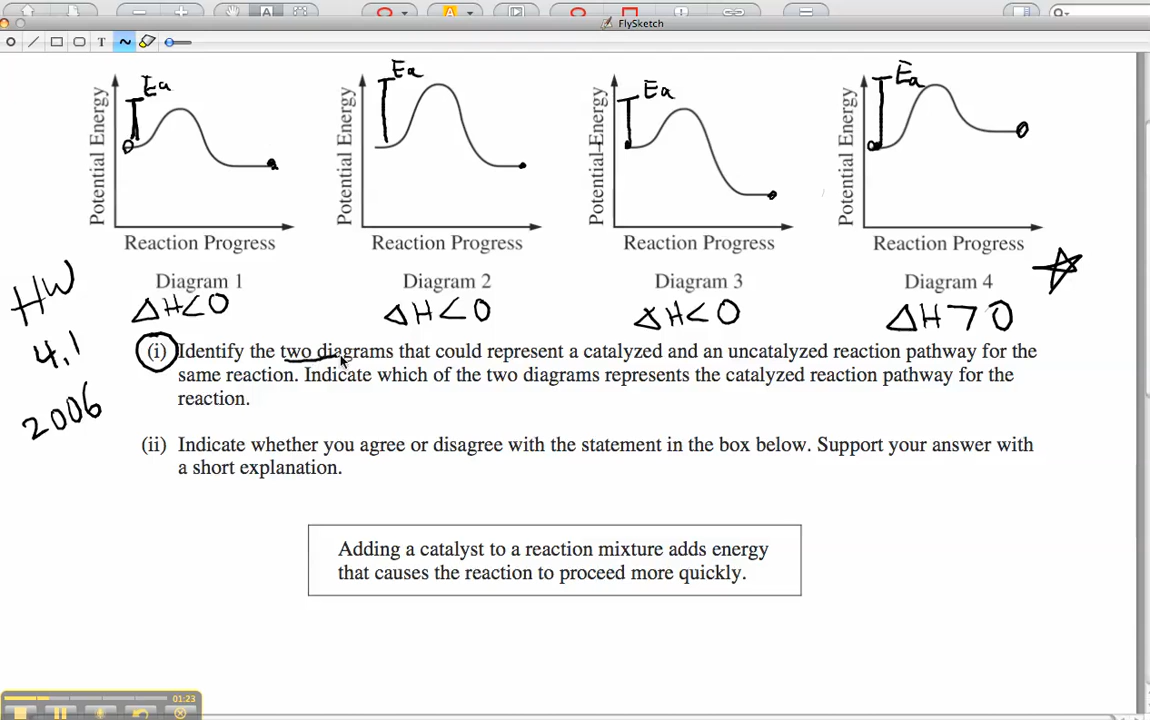 FlySketch
A
A
T
Ea
Ea
Ea
Ea
Potential Energy
Potential Energy
Potential Energy
Potential Energy
Reaction Progress
Reaction Progress
Reaction Progress
Reaction Progress
Diagram 1
Diagram 2
Diagram 3
Diagram 4
ΔH<0
ΔH<0
ΔH<0
ΔH>0
HW
4.1
2006
(i) Identify the two diagrams that could represent a catalyzed and an uncatalyzed reaction pathway for the
same reaction. Indicate which of the two diagrams represents the catalyzed reaction pathway for the
reaction.
(ii) Indicate whether you agree or disagree with the statement in the box below. Support your answer with
a short explanation.
Adding a catalyst to a reaction mixture adds energy
that causes the reaction to proceed more quickly.
01:23